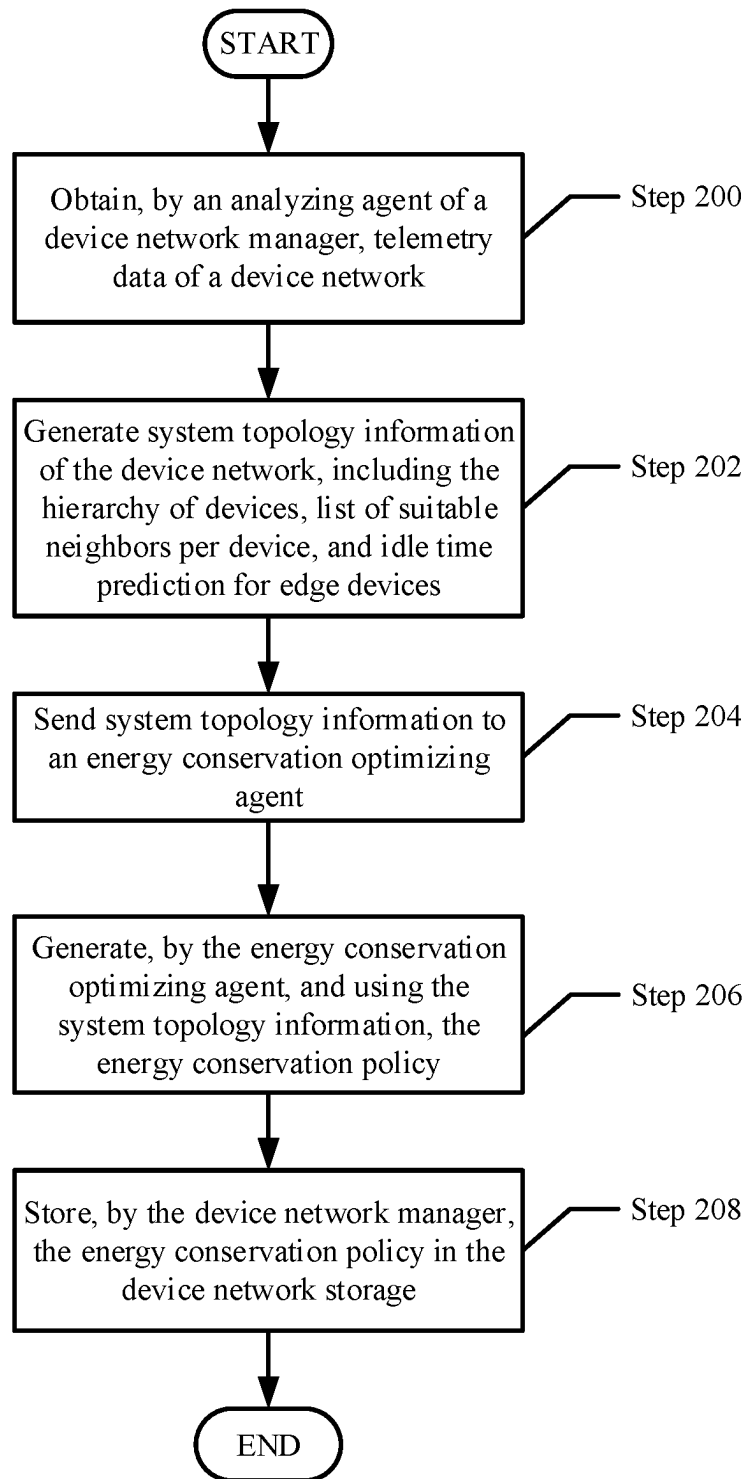 START
Obtain, by an analyzing agent of a
device network manager, telemetry
data of a device network
Step 200
Generate system topology information
of the device network, including the
hierarchy of devices, list of suitable
neighbors per device, and idle time
prediction for edge devices
Step 202
Send system topology information to
an energy conservation optimizing
agent
Step 204
Generate, by the energy conservation
optimizing agent, and using the
system topology information, the
energy conservation policy
Step 206
Store, by the device network manager,
the energy conservation policy in the
device network storage
Step 208
END